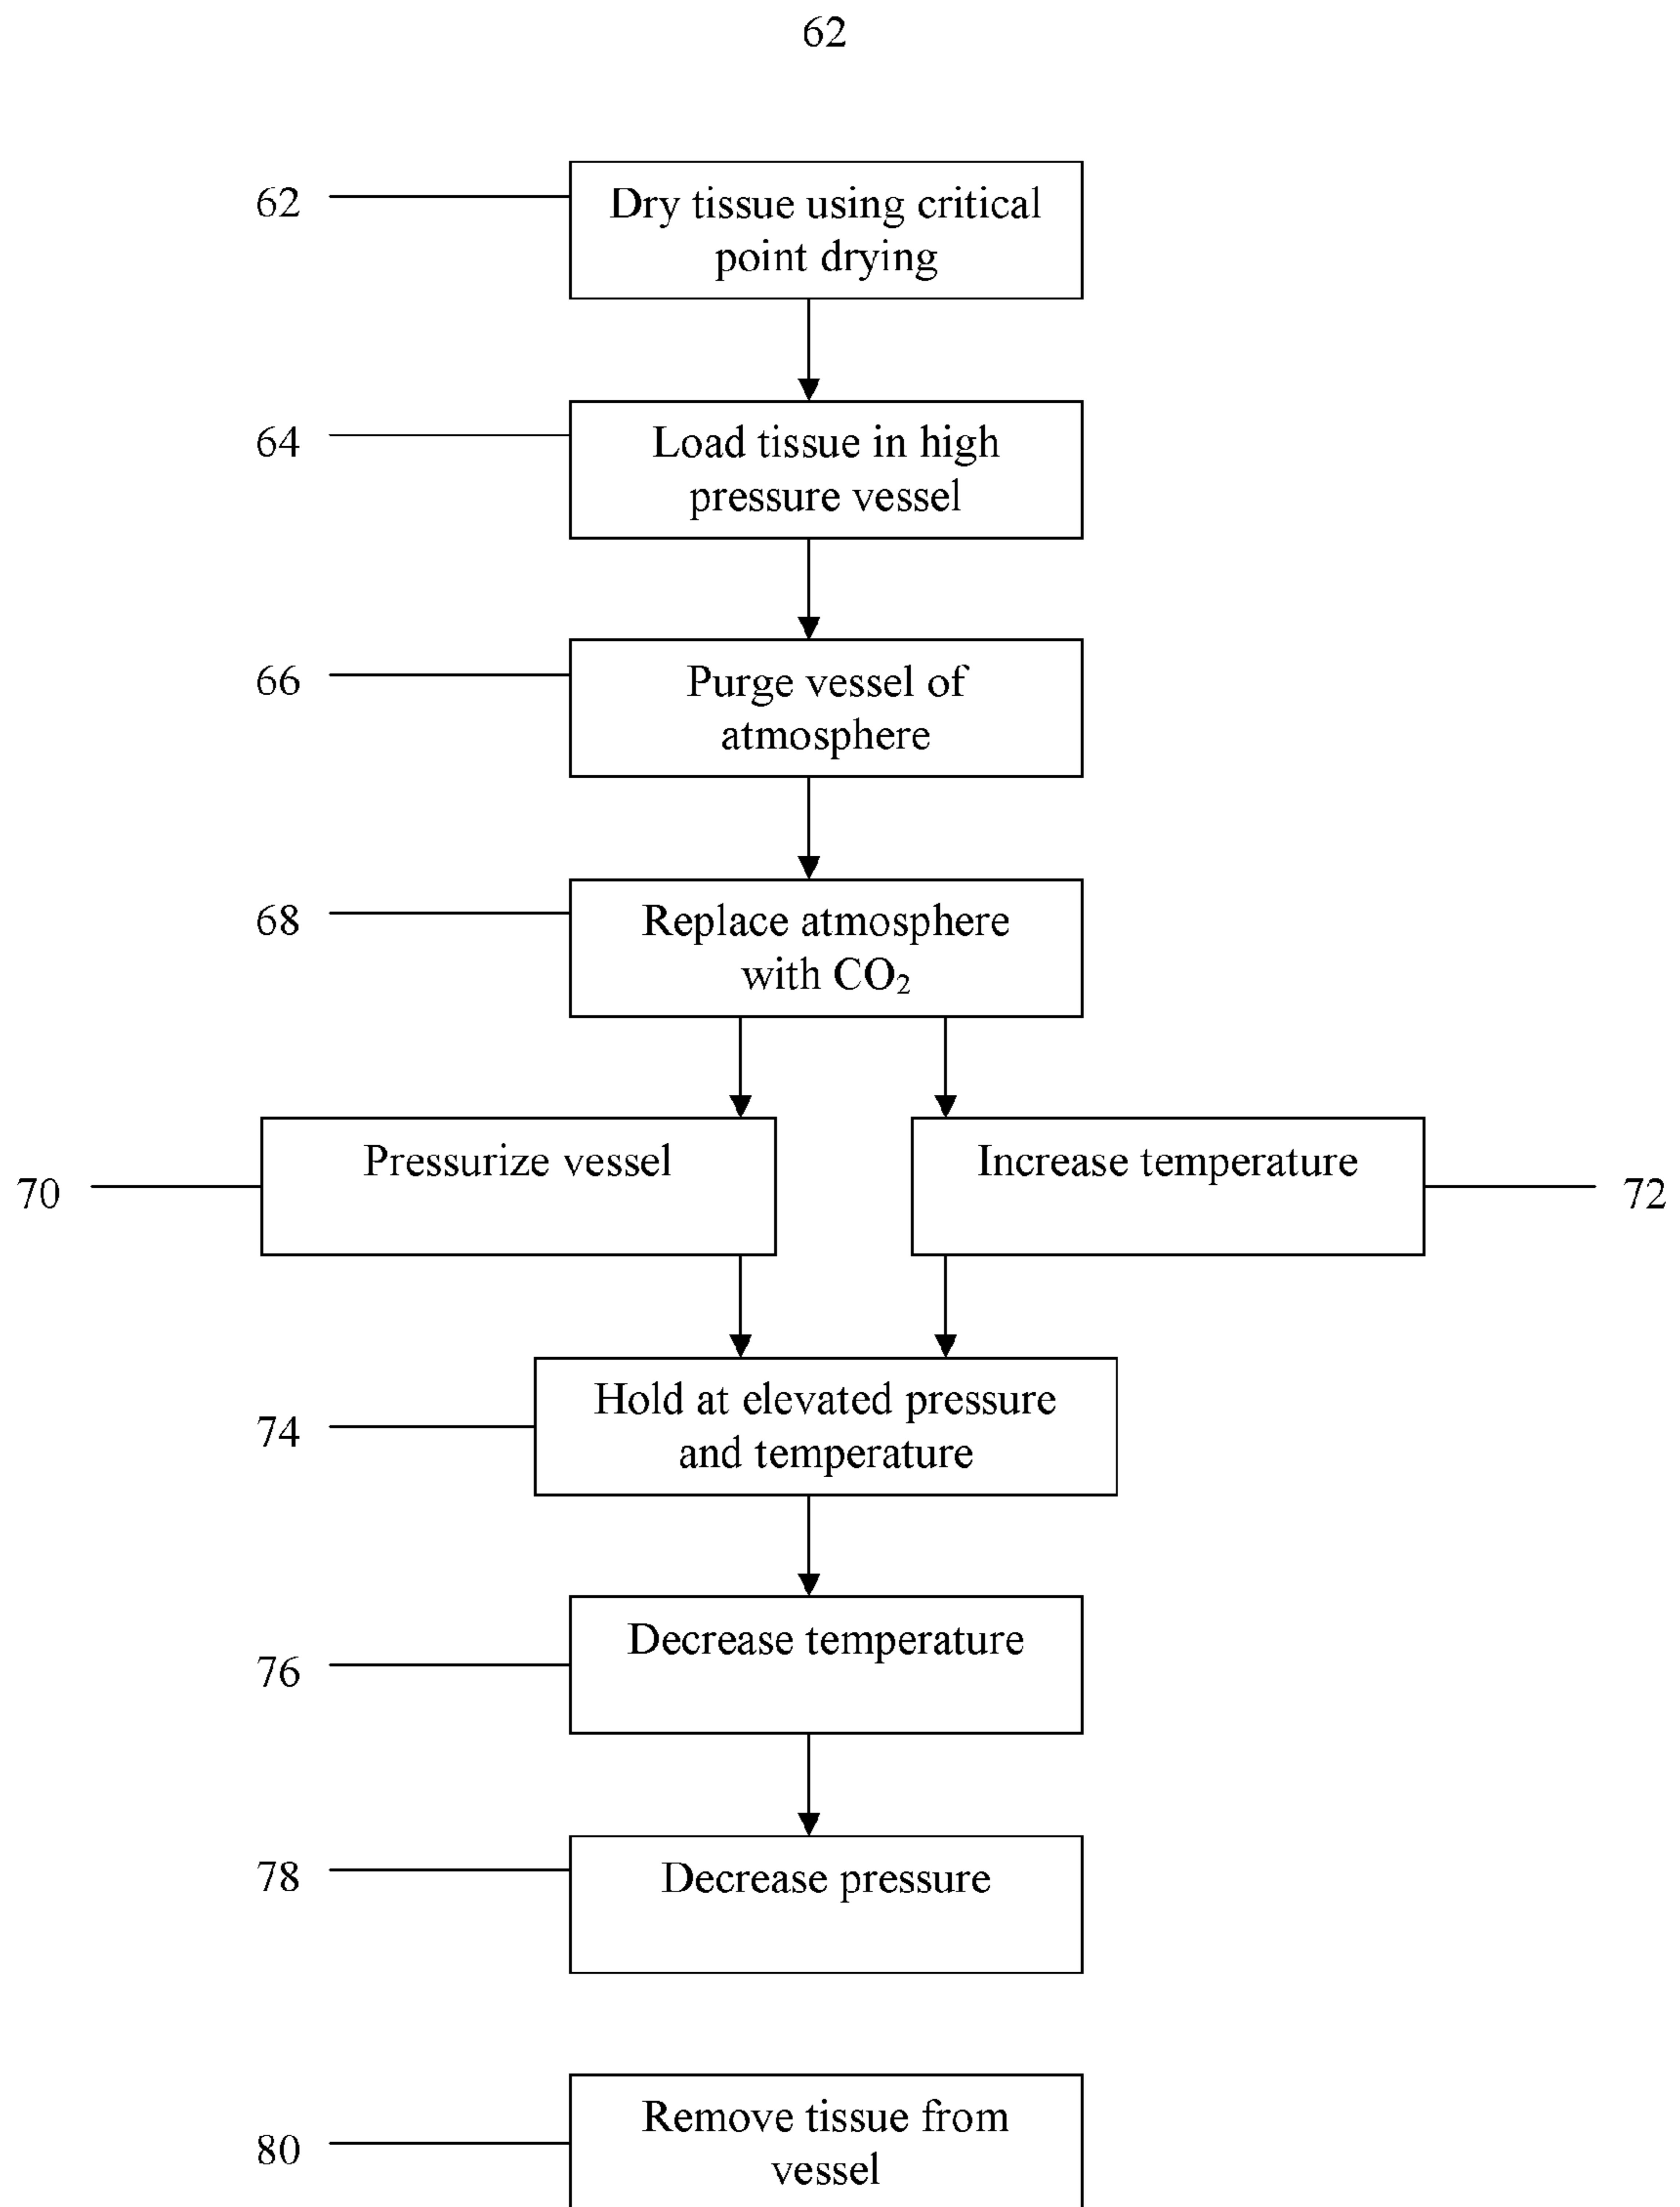 62
62
Dry tissue using critical
point drying
64
Load tissue in high
pressure vessel
66
Purge vessel of
atmosphere
68
Replace atmosphere
with CO₂
70
Pressurize vessel
Increase temperature
72
74
Hold at elevated pressure
and temperature
76
Decrease temperature
78
Decrease pressure
80
Remove tissue from
vessel